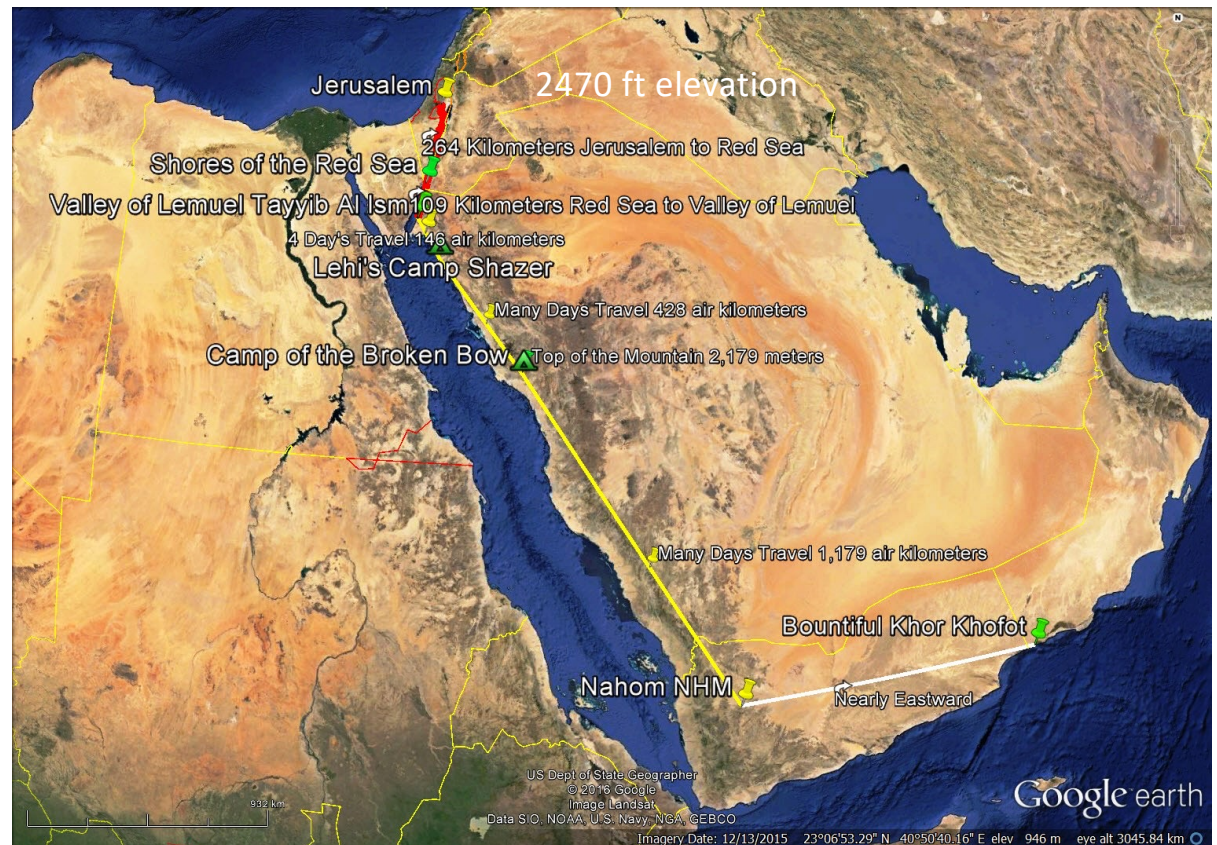 N
Jerusalem
2470 ft elevation
264 Kilometers Jerusalem to Red Sea
Shores of the Red Sea
Valley of Lemuel Tayyib Al Ism
109 Kilometers Red Sea to Valley of Lemuel
4 Day's Travel 146 air kilometers
Lehi's Camp Shazer
Many Days Travel 428 air kilometers
Camp of the Broken Bow
Top of the Mountain 2,179 meters
Many Days Travel 1,179 air kilometers
Bountiful Khor Khofot
Nahom NHM
Nearly Eastward
US Dept of State Geographer
© 2016 Google
Image Landsat
Data SIO, NOAA, U.S. Navy, NGA, GEBCO
932 km
Google earth
Imagery Date: 12/13/2015 23°06'53.29" N 40°50'40.16" E elev 946 m eye alt 3045.84 km